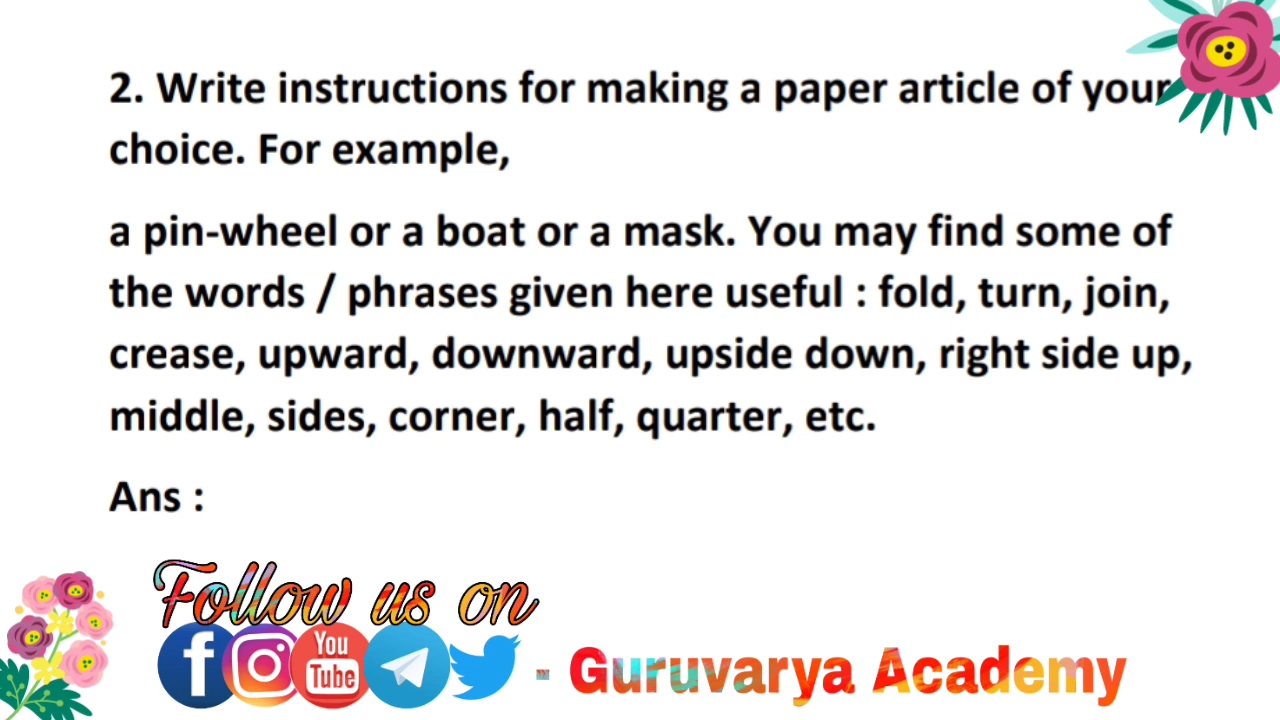 2. Write instructions for making a paper article of your
choice. For example,
a pin-wheel or a boat or a mask. You may find some of
the words / phrases given here useful : fold, turn, join,
crease, upward, downward, upside down, right side up,
middle, sides, corner, half, quarter, etc.
Ans :
Follow us on
f You Tube - Guruvarya Academy